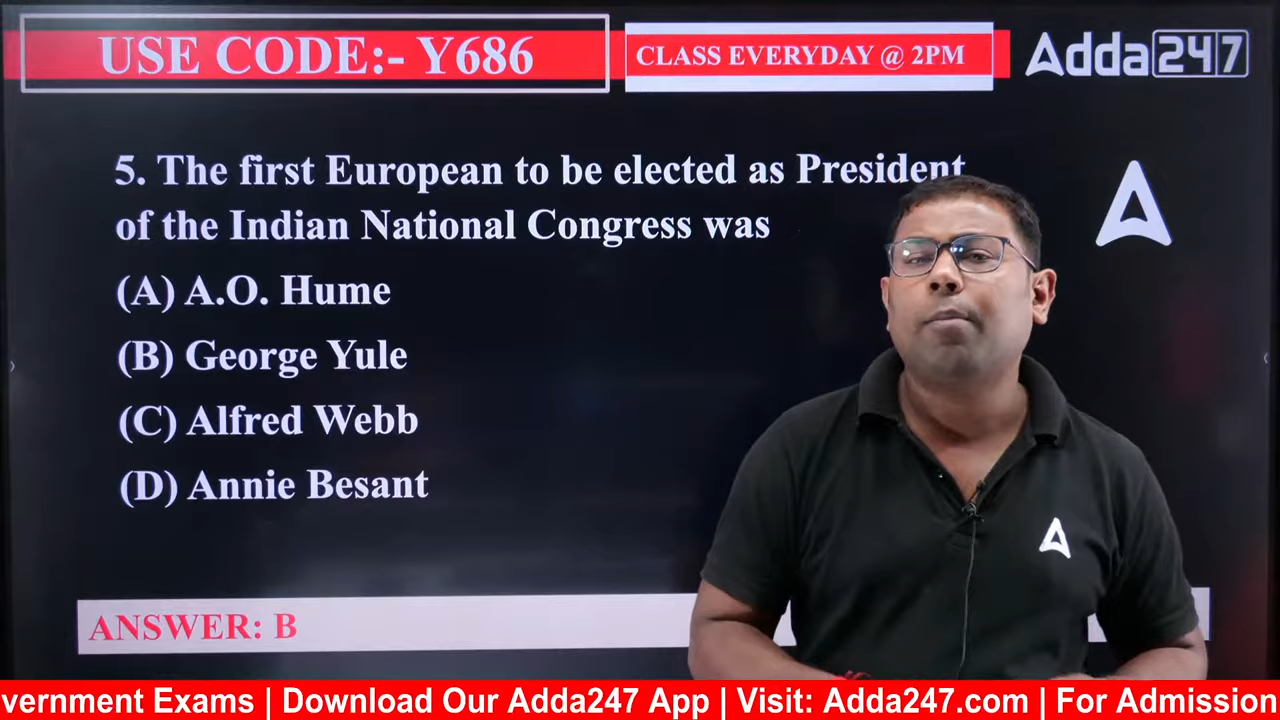 USE CODE:- Y686
CLASS EVERYDAY @ 2PM
Adda247
5. The first European to be elected as President
of the Indian National Congress was
(A) A.O. Hume
(B) George Yule
(C) Alfred Webb
(D) Annie Besant
ANSWER: B
vernment Exams | Download Our Adda247 App | Visit: Adda247.com | For Admission